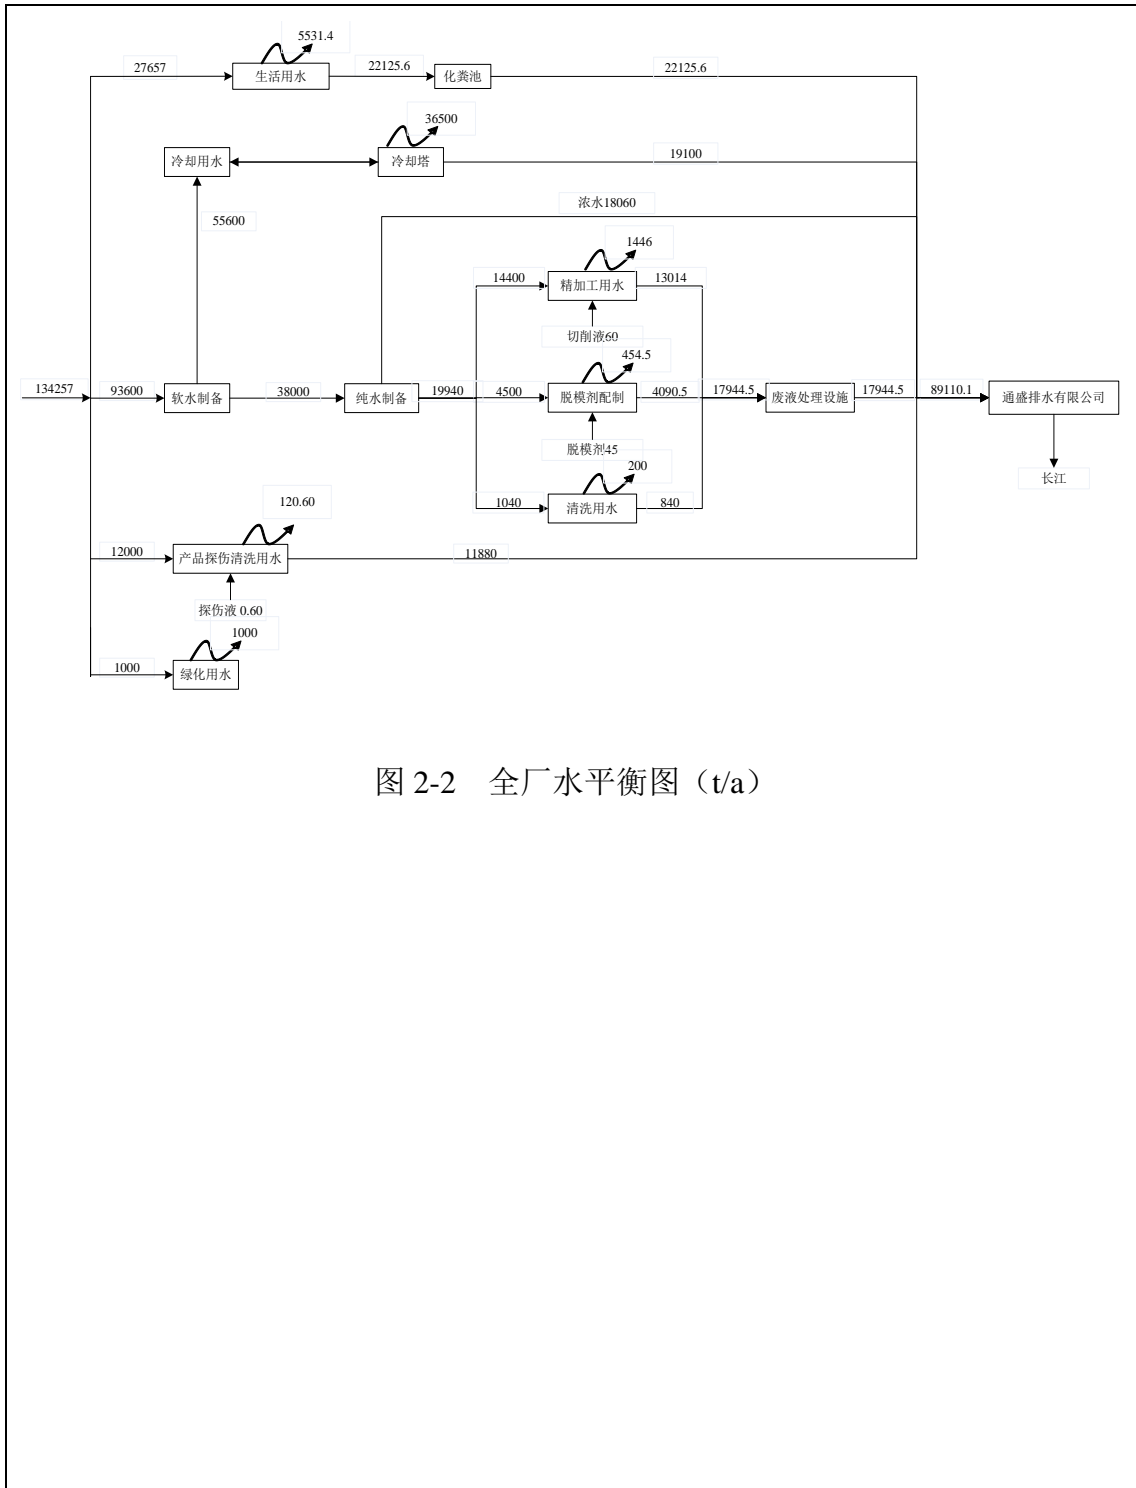 5531.4
27657
生活用水
22125.6
化粪池
22125.6
36500
冷却用水
冷却塔
19100
55600
浓水18060
1446
14400
精加工用水
13014
切削液60
454.5
134257
93600
软水制备
38000
纯水制备
19940
4500
脱模剂配制
4090.5
17944.5
废液处理设施
17944.5
89110.1
通盛排水有限公司
脱模剂45
200
长江
1040
清洗用水
840
120.60
12000
产品探伤清洗用水
11880
探伤液 0.60
1000
1000
绿化用水
图 2-2 全厂水平衡图（t/a）